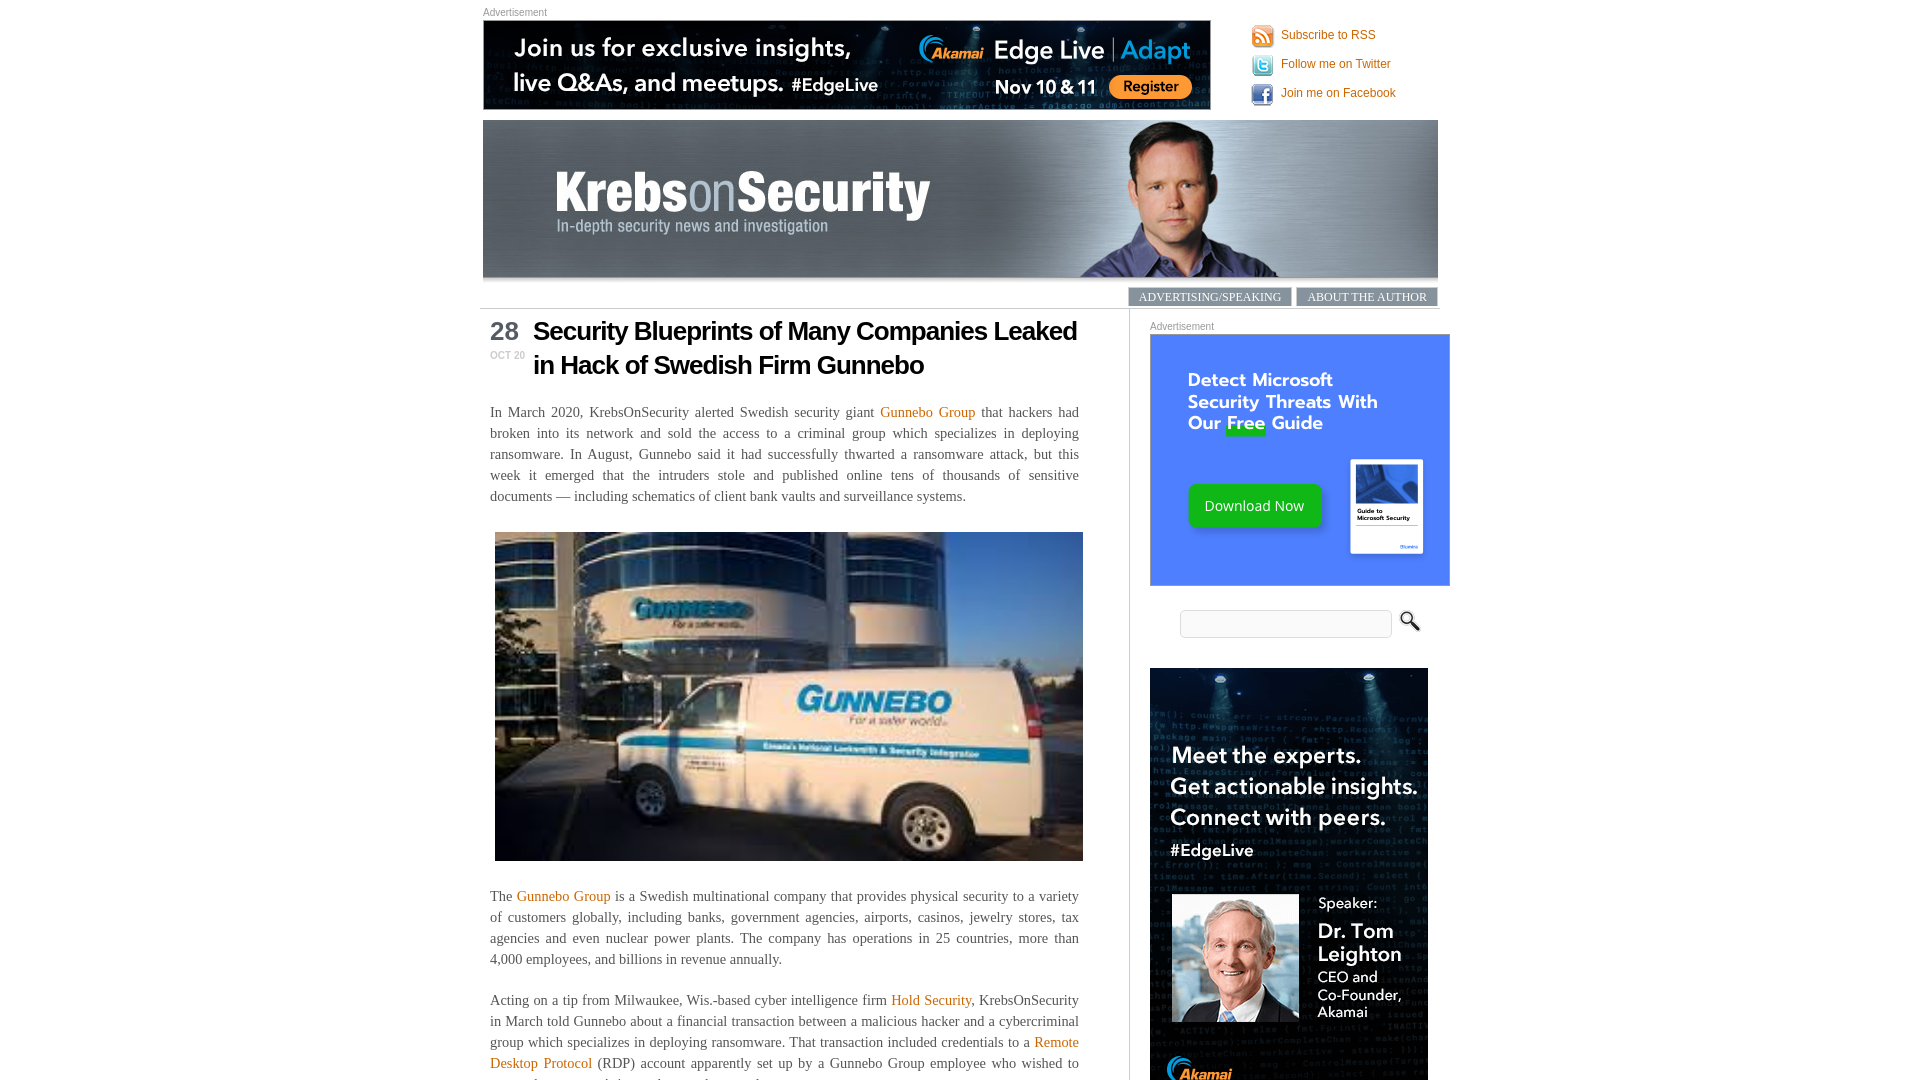 Advertisement
Join us for exclusive insights,
live Q&As, and meetups. #EdgeLive
Akamai Edge Live | Adapt
Nov 10 & 11 Register
Subscribe to RSS
Follow me on Twitter
Join me on Facebook
KrebsonSecurity
In-depth security news and investigation
ADVERTISING/SPEAKING
ABOUT THE AUTHOR
28
OCT 20
Security Blueprints of Many Companies Leaked
in Hack of Swedish Firm Gunnebo
In March 2020, KrebsOnSecurity alerted Swedish security giant Gunnebo Group that hackers had
broken into its network and sold the access to a criminal group which specializes in deploying
ransomware. In August, Gunnebo said it had successfully thwarted a ransomware attack, but this
week it emerged that the intruders stole and published online tens of thousands of sensitive
documents — including schematics of client bank vaults and surveillance systems.
GUNNEBO
For a safer world
GUNNEBO
For a safer world
Canada's National Locksmith & Security Integrator
The Gunnebo Group is a Swedish multinational company that provides physical security to a variety
of customers globally, including banks, government agencies, airports, casinos, jewelry stores, tax
agencies and even nuclear power plants. The company has operations in 25 countries, more than
4,000 employees, and billions in revenue annually.
Acting on a tip from Milwaukee, Wis.-based cyber intelligence firm Hold Security, KrebsOnSecurity
in March told Gunnebo about a financial transaction between a malicious hacker and a cybercriminal
group which specializes in deploying ransomware. That transaction included credentials to a Remote
Desktop Protocol (RDP) account apparently set up by a Gunnebo Group employee who wished to
Advertisement
Detect Microsoft
Security Threats With
Our Free Guide
Download Now
Guide to
Microsoft Security
Blumira
Meet the experts.
Get actionable insights.
Connect with peers.
#EdgeLive
Speaker:
Dr. Tom
Leighton
CEO and
Co-Founder,
Akamai
Akamai